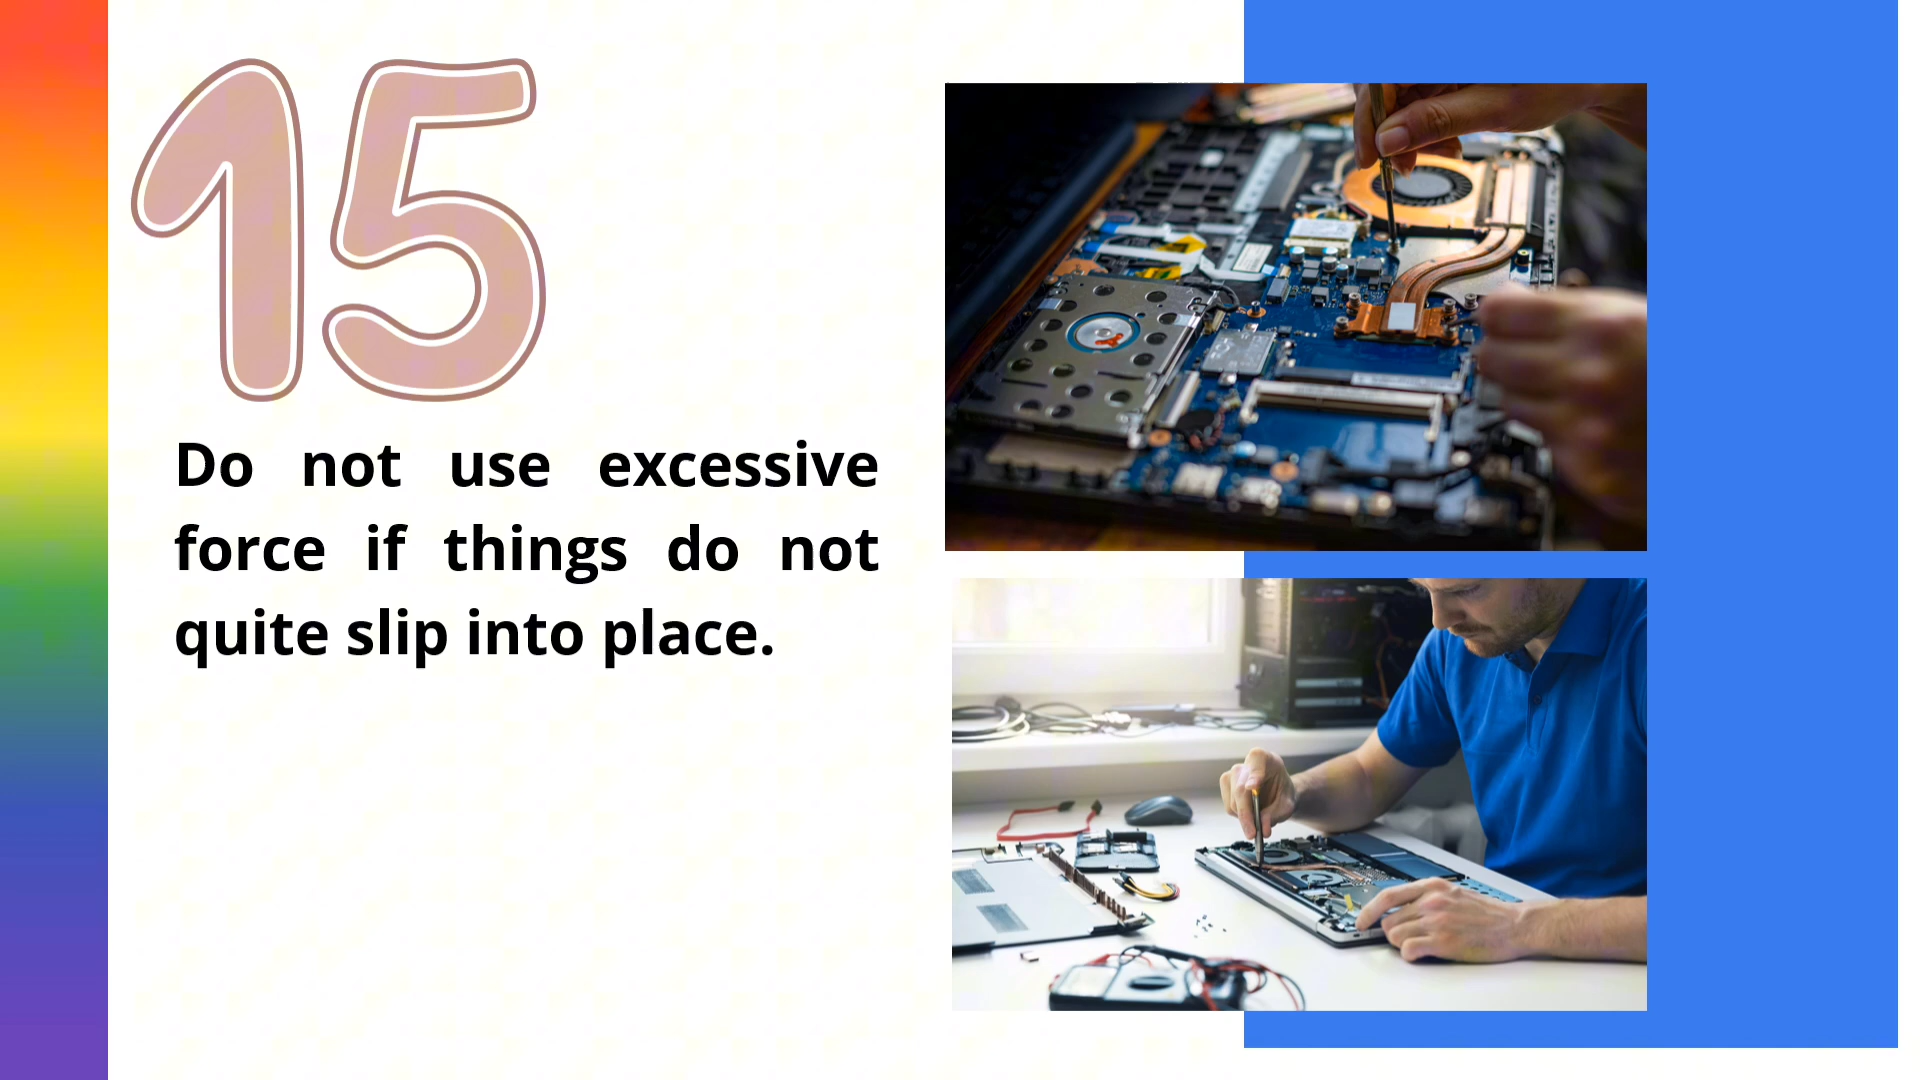 15
Do not use excessive
force if things do not
quite slip into place.